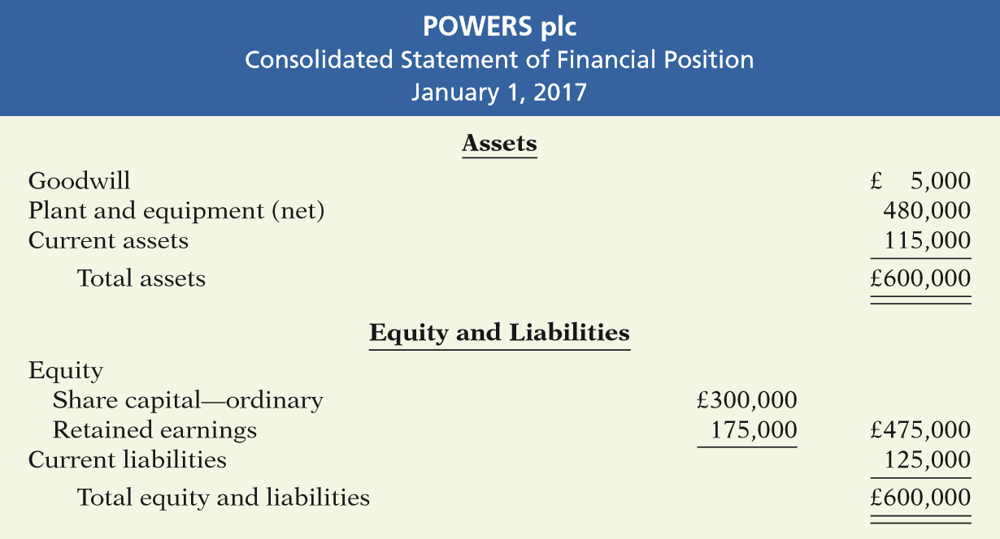 POWERS plc
Consolidated Statement of Financial Position
January 1, 2017
Assets
Goodwill £ 5,000
Plant and equipment (net) 480,000
Current assets 115,000
Total assets £600,000
Equity and Liabilities
Equity
Share capital—ordinary £300,000
Retained earnings 175,000 £475,000
Current liabilities 125,000
Total equity and liabilities £600,000